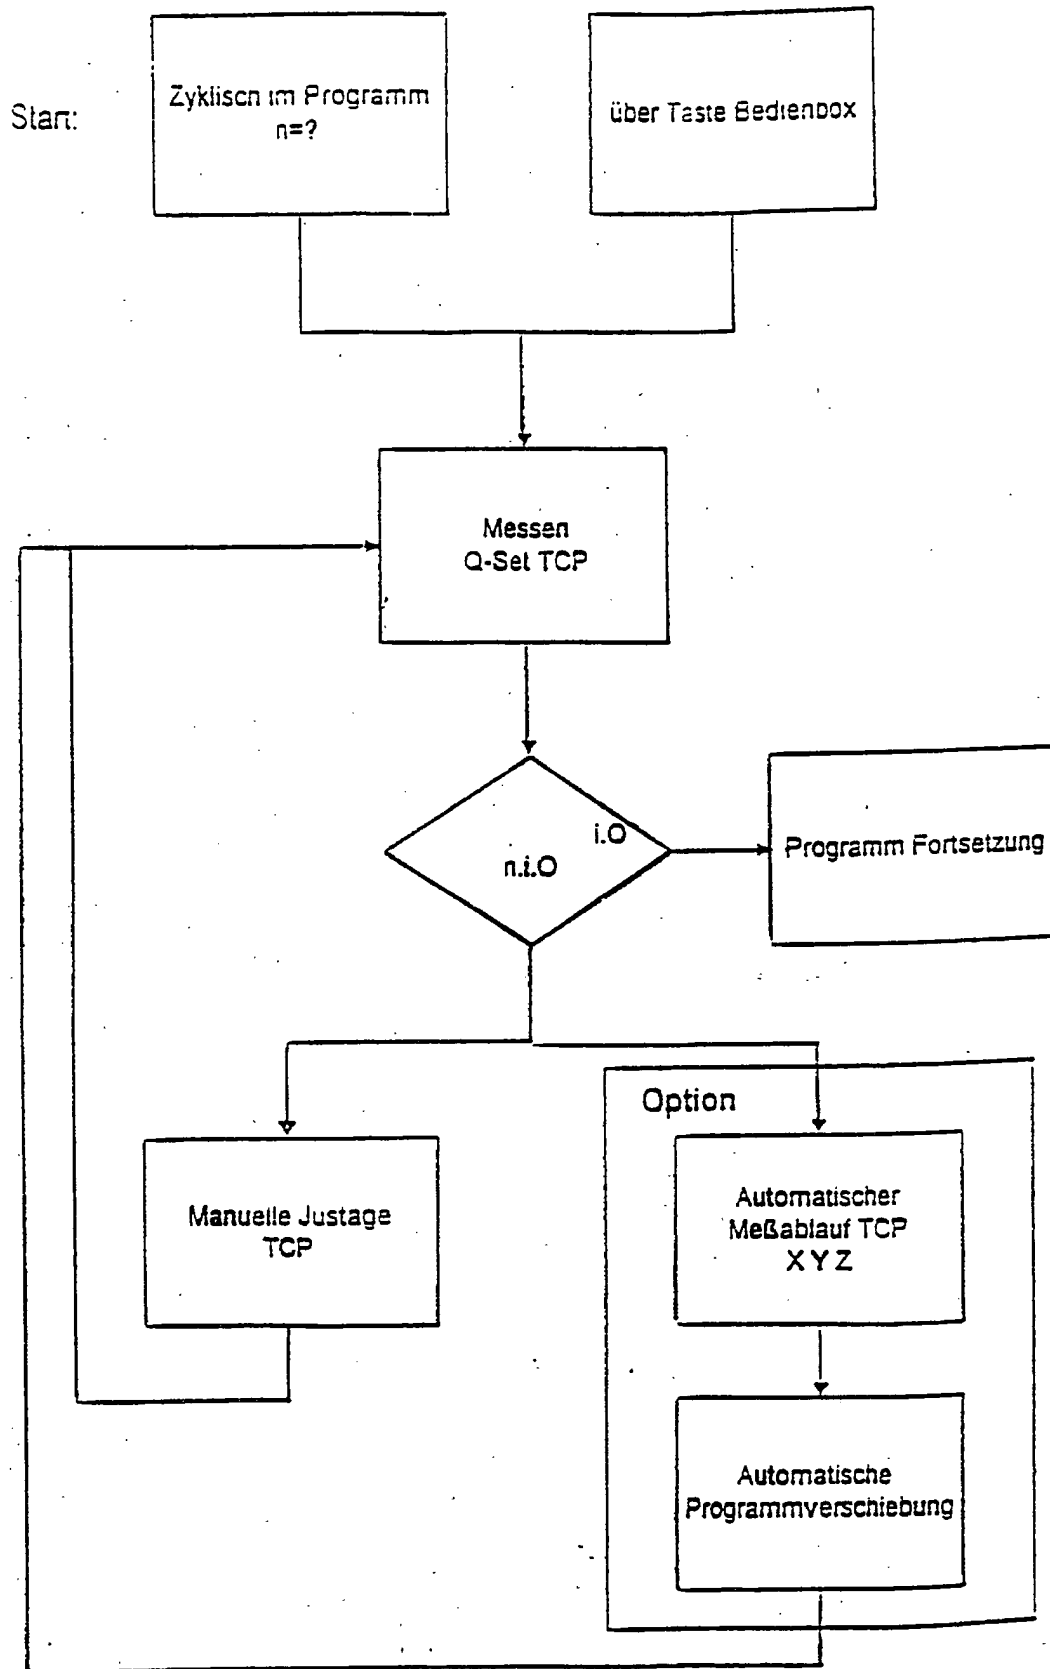 Start:
Zyklisch im Programm
n=?
über Taste Bedienbox
Messen
Q-Set TCP
i.O
n.i.O
Programm Fortsetzung
Option
Manuelle Justage
TCP
Automatischer
Meßablauf TCP
X Y Z
Automatische
Programmverschiebung